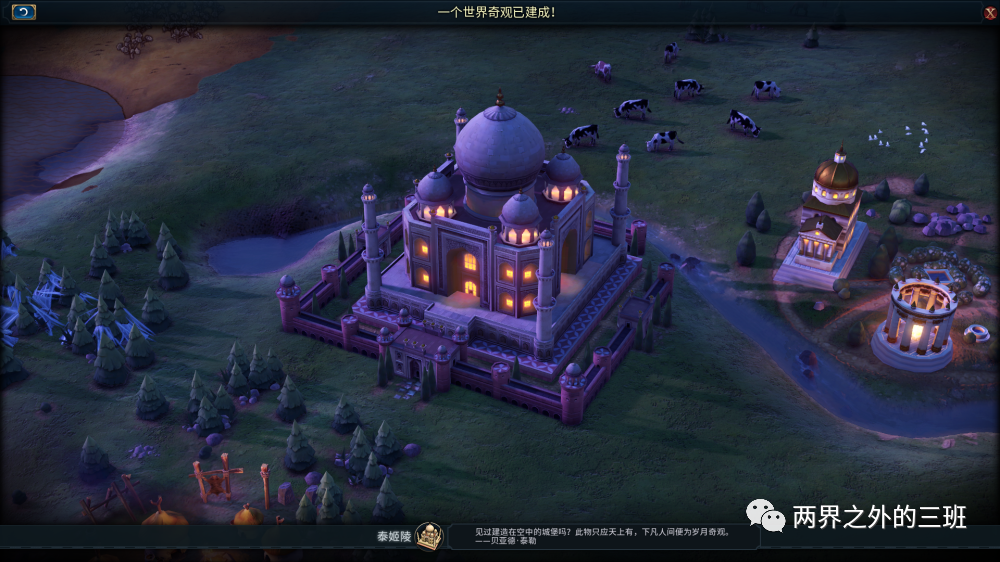 一个世界奇观已建成！
泰姬陵
见过建造在空中的城堡吗？此物只应天上有，下凡人间便为岁月奇观。
——贝亚德·泰勒
两界之外的三班